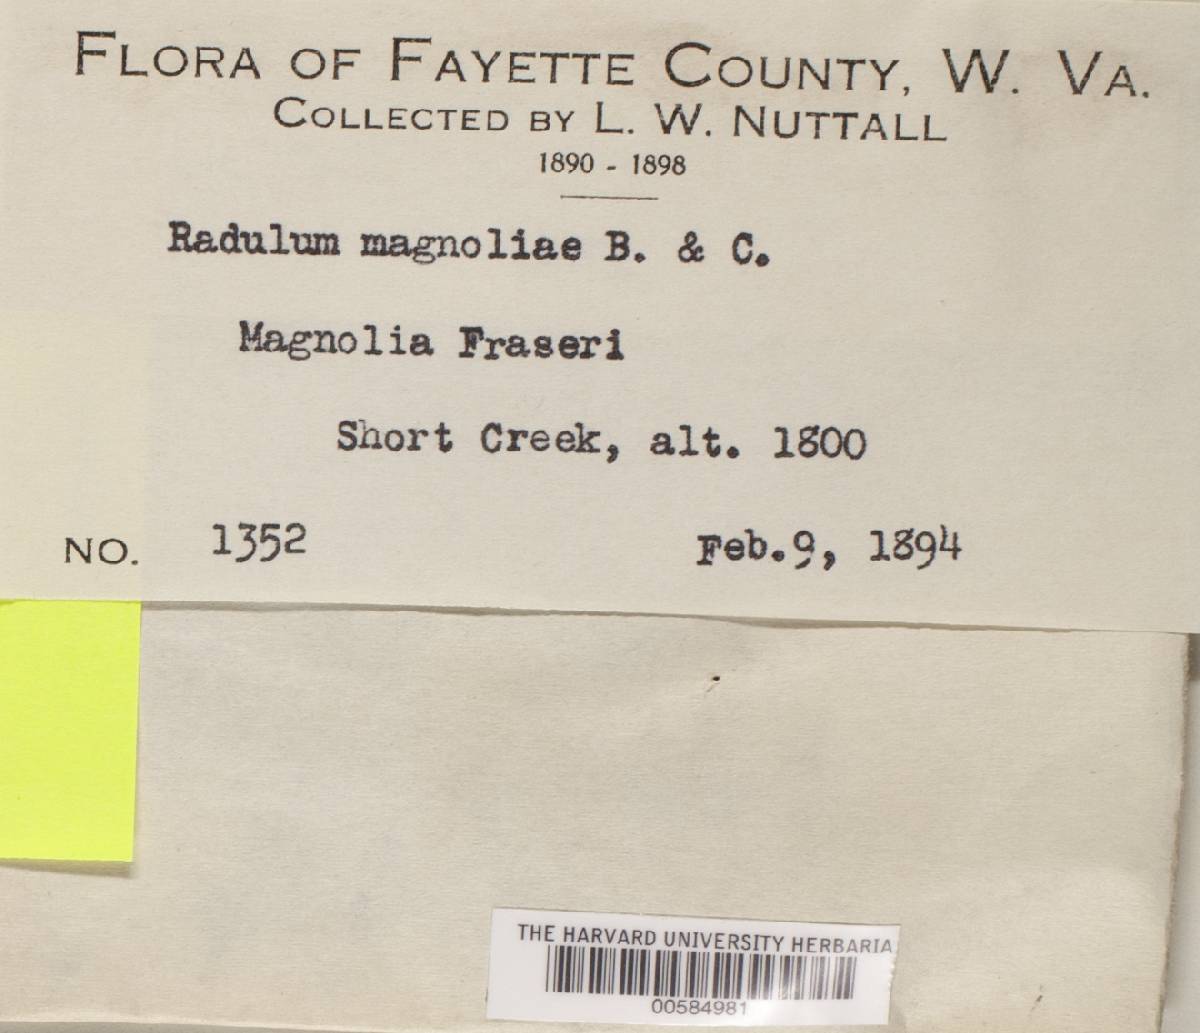 FLORA OF FAYETTE COUNTY, W. VA.
COLLECTED BY L. W. NUTTALL
1890 - 1898
Radulum magnoliae B. & C.
Magnolia Fraseri
Short Creek, alt. 1800
NO. 1352 Feb.9, 1894
THE HARVARD UNIVERSITY HERBARIA
00584981